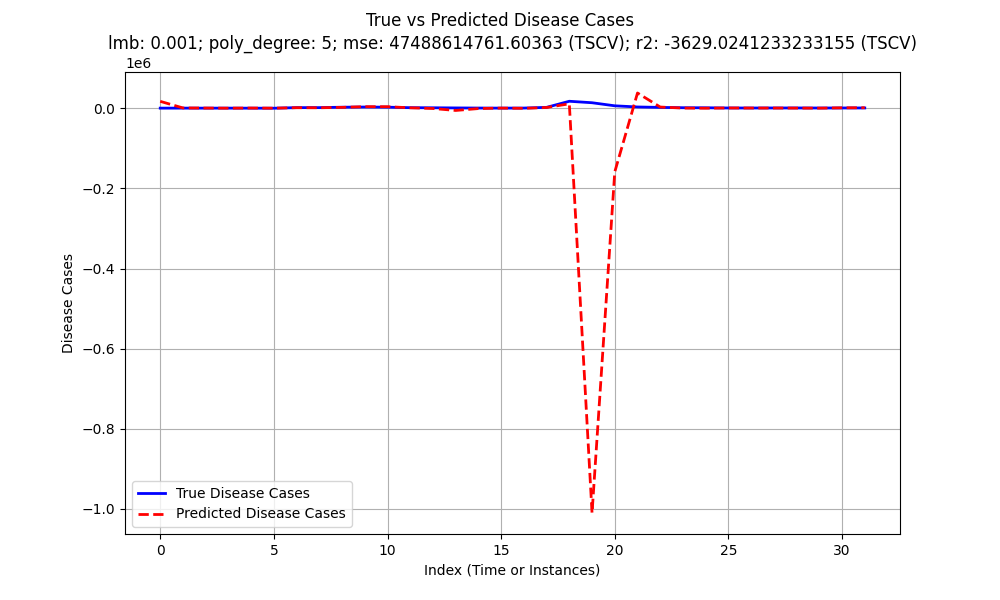 True vs Predicted Disease Cases
lmb: 0.001; poly_degree: 5; mse: 47488614761.60363 (TSCV); r2: -3629.0241233233155 (TSCV)
1e6
0.0
−0.2
−0.4
−0.6
−0.8
−1.0
Disease Cases
True Disease Cases
Predicted Disease Cases
0 5 10 15 20 25 30
Index (Time or Instances)